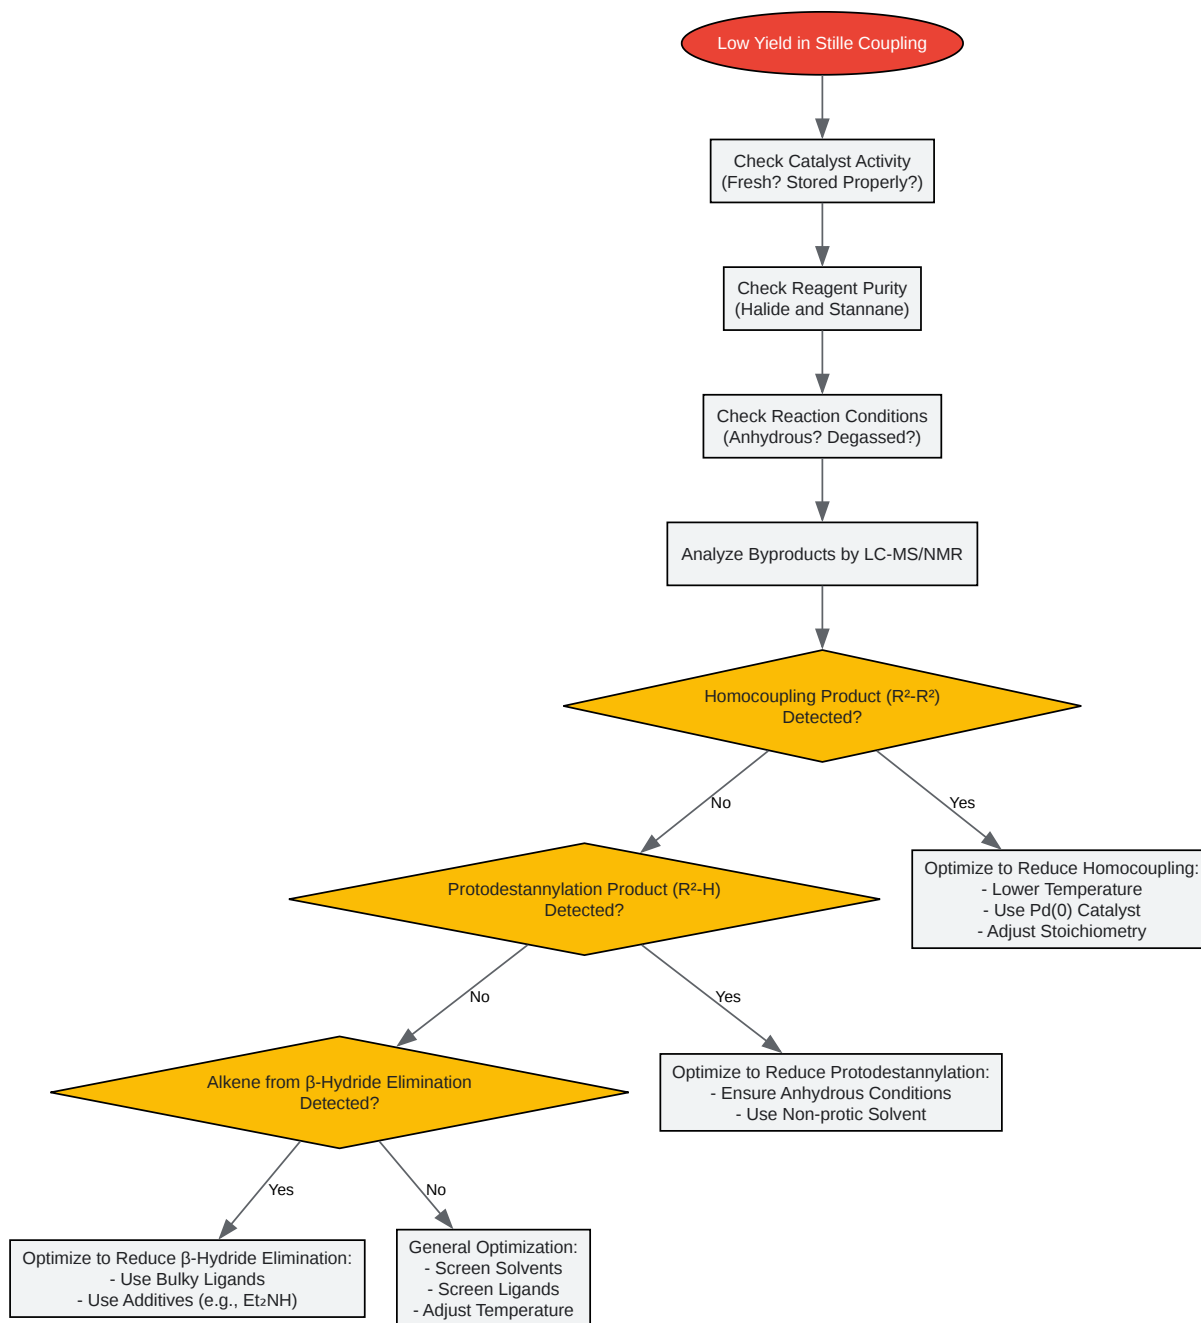 Low Yield in Stille Coupling
Check Catalyst Activity
(Fresh? Stored Properly?)
Check Reagent Purity
(Halide and Stannane)
Check Reaction Conditions
(Anhydrous? Degassed?)
Analyze Byproducts by LC-MS/NMR
Homocoupling Product (R²-R²)
Detected?
No
Yes
Optimize to Reduce Homocoupling:
- Lower Temperature
- Use Pd(0) Catalyst
- Adjust Stoichiometry
Protodestannylation Product (R²-H)
Detected?
No
Yes
Optimize to Reduce Protodestannylation:
- Ensure Anhydrous Conditions
- Use Non-protic Solvent
Alkene from β-Hydride Elimination
Detected?
Yes
No
Optimize to Reduce β-Hydride Elimination:
- Use Bulky Ligands
- Use Additives (e.g., Et₂NH)
General Optimization:
- Screen Solvents
- Screen Ligands
- Adjust Temperature